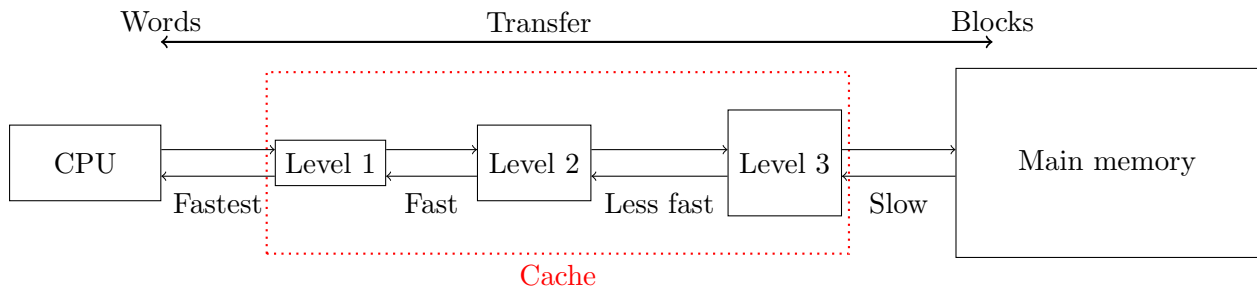 Words Transfer Blocks
CPU Level 1 Level 2 Level 3 Main memory
Fastest Fast Less fast Slow
Cache